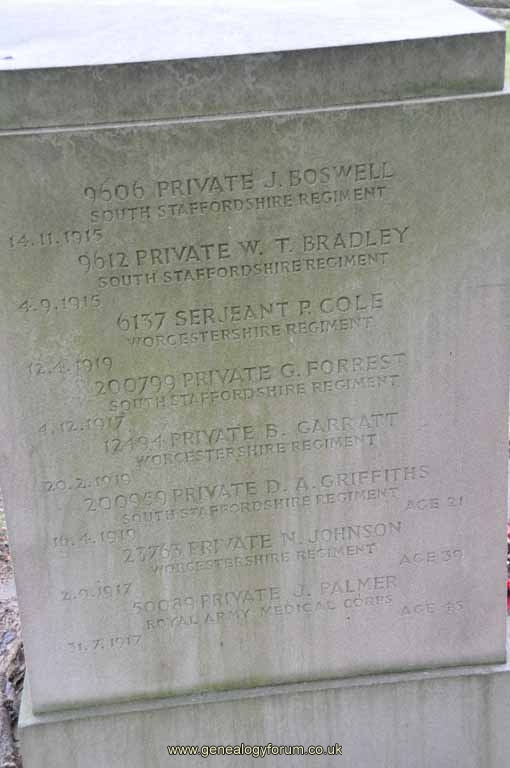 9606 PRIVATE J. BOSWELL
SOUTH STAFFORDSHIRE REGIMENT
14.11.1915
9612 PRIVATE W. T. BRADLEY
SOUTH STAFFORDSHIRE REGIMENT
4.9.1915
6137 SERJEANT P. COLE
WORCESTERSHIRE REGIMENT
12.4.1919
200799 PRIVATE G. FORREST
SOUTH STAFFORDSHIRE REGIMENT
4.12.1917
12494 PRIVATE B. GARRATT
WORCESTERSHIRE REGIMENT
20.2.1919
200959 PRIVATE D. A. GRIFFITHS
SOUTH STAFFORDSHIRE REGIMENT
16.4.1919 AGE 21
23763 PRIVATE N. JOHNSON
WORCESTERSHIRE REGIMENT
2.9.1917 AGE 39
50089 PRIVATE J. PALMER
ROYAL ARMY MEDICAL CORPS
31.7.1917 AGE 45
www.genealogyforum.co.uk